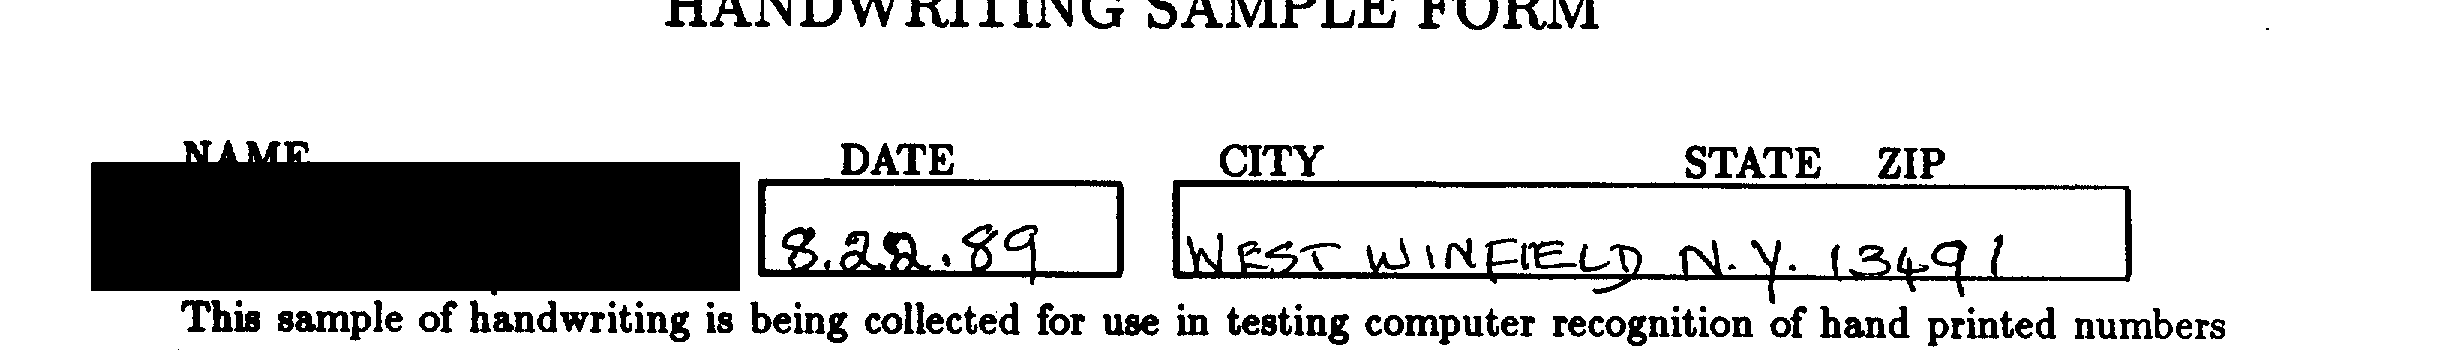 HANDWRITING SAMPLE FORM
NAME DATE CITY STATE ZIP
8.22.89 WEST WINFIELD N.Y. 13491
This sample of handwriting is being collected for use in testing computer recognition of hand printed numbers